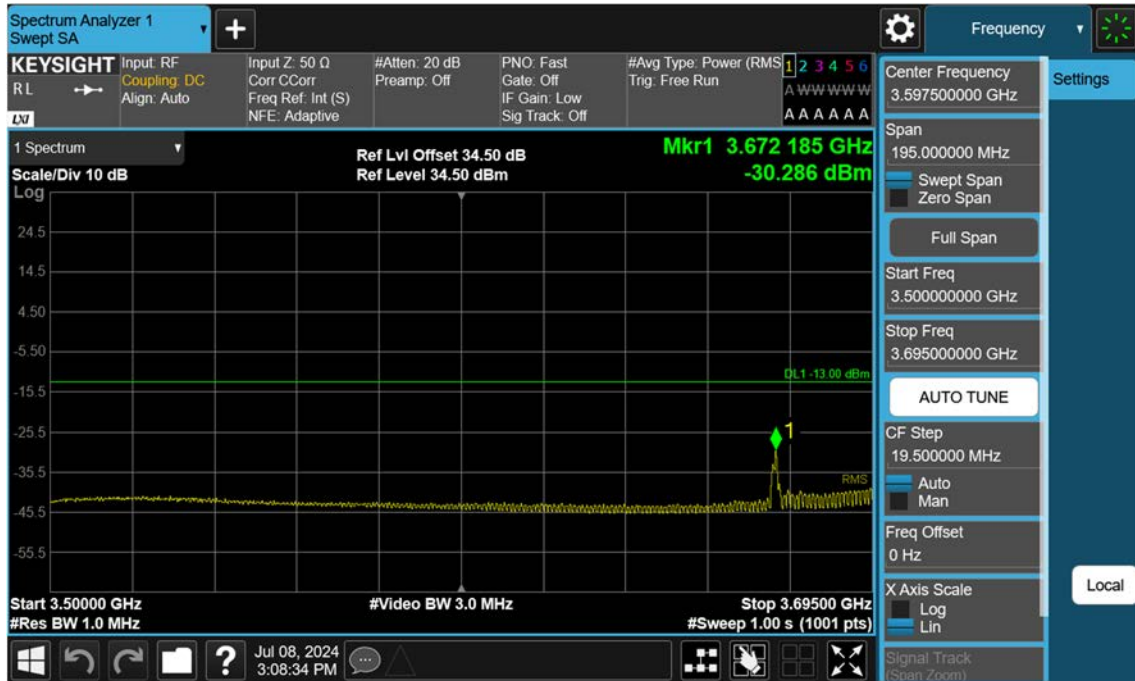 Spectrum Analyzer 1
Swept SA
Frequency
KEYSIGHT
RL
LXI
Input: RF
Coupling: DC
Align: Auto
Input Z: 50 Ω
Corr CCorr
Freq Ref: Int (S)
NFE: Adaptive
#Atten: 20 dB
Preamp: Off
PNO: Fast
Gate: Off
IF Gain: Low
Sig Track: Off
#Avg Type: Power (RMS
Trig: Free Run
1 2 3 4 5 6
A W W W W W
A A A A A A
1 Spectrum
Scale/Div 10 dB
Ref Lvl Offset 34.50 dB
Ref Level 34.50 dBm
Mkr1 3.672 185 GHz
-30.286 dBm
Log
24.5
14.5
4.50
-5.50
-15.5
-25.5
-35.5
-45.5
-55.5
DL1 -13.00 dBm
1
RMS
Start 3.50000 GHz
#Video BW 3.0 MHz
Stop 3.69500 GHz
#Res BW 1.0 MHz
#Sweep 1.00 s (1001 pts)
?
Jul 08, 2024
3:08:34 PM
Center Frequency
3.597500000 GHz
Span
195.000000 MHz
Swept Span
Zero Span
Full Span
Start Freq
3.500000000 GHz
Stop Freq
3.695000000 GHz
AUTO TUNE
CF Step
19.500000 MHz
Auto
Man
Freq Offset
0 Hz
X Axis Scale
Log
Lin
Signal Track
(Span Zoom)
Settings
Local